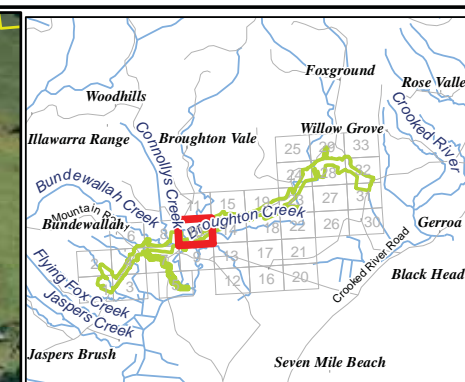 Foxground
Rose Valle
Woodhills
Crooked River
Connollys Creek
Illawarra Range
Broughton Vale
Willow Grove
25
29
33
24
28
32
Bundewallah Creek
11
15
19
23
27
31
Mountain R
Broughton Creek
Bundewallah
5
8
14
18
22
26
30
Gerroa
Flying Fox Creek
2
9
13
17
21
Crooked River Road
Black Head
Jaspers Creek
3
12
16
20
Jaspers Brush
Seven Mile Beach